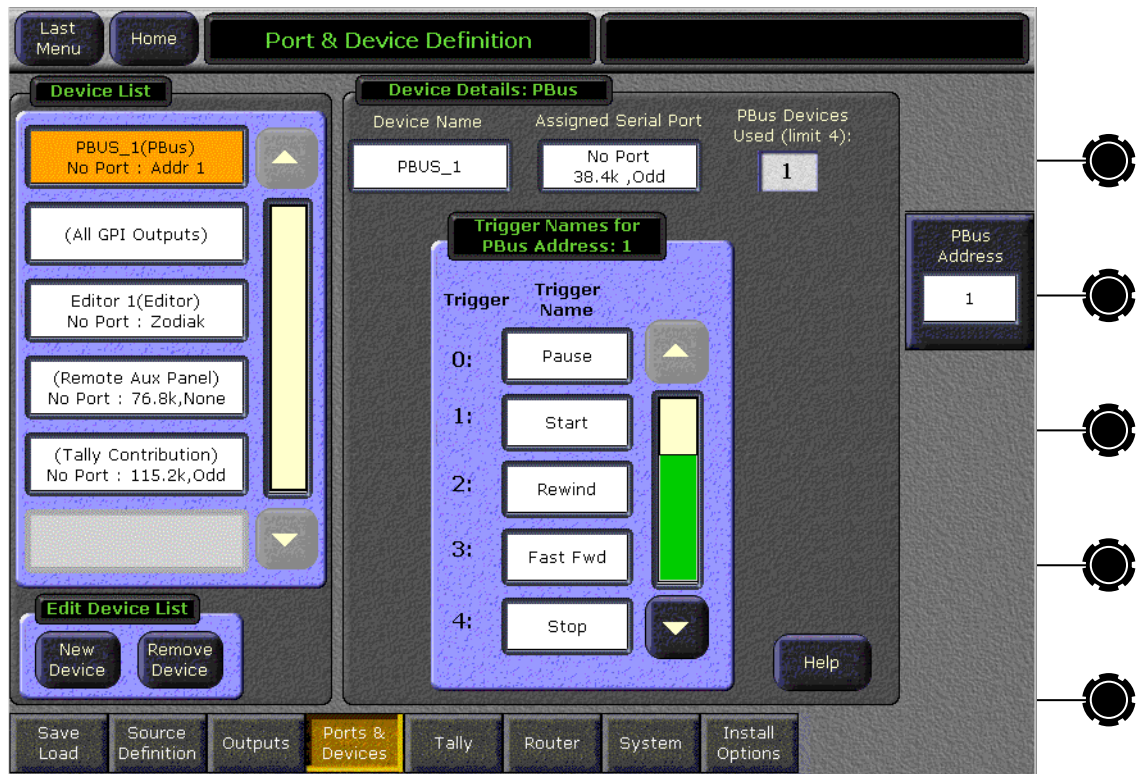 Last
Menu
Home
Port & Device Definition
Device List
PBUS_1(PBus)
No Port : Addr 1
(All GPI Outputs)
Editor 1(Editor)
No Port : Zodiak
(Remote Aux Panel)
No Port : 76.8k,None
(Tally Contribution)
No Port : 115.2k,Odd
Edit Device List
New
Device
Remove
Device
Device Details: PBus
Device Name
PBUS_1
Assigned Serial Port
No Port
38.4k ,Odd
PBus Devices
Used (limit 4):
1
Trigger Names for
PBus Address: 1
Trigger
Trigger
Name
0:
Pause
1:
Start
2:
Rewind
3:
Fast Fwd
4:
Stop
Help
PBus
Address
1
Save
Load
Source
Definition
Outputs
Ports &
Devices
Tally
Router
System
Install
Options